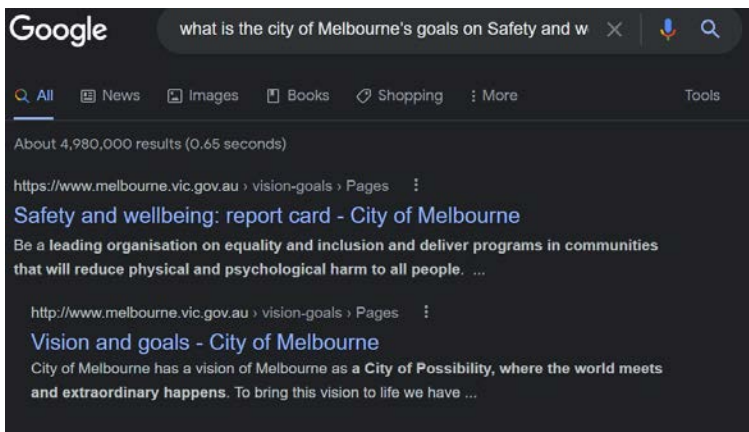 Google what is the city of Melbourne's goals on Safety and w
All News Images Books Shopping More Tools
About 4,980,000 results (0.65 seconds)
https://www.melbourne.vic.gov.au › vision-goals › Pages
Safety and wellbeing: report card - City of Melbourne
Be a leading organisation on equality and inclusion and deliver programs in communities
that will reduce physical and psychological harm to all people. ...
http://www.melbourne.vic.gov.au › vision-goals › Pages
Vision and goals - City of Melbourne
City of Melbourne has a vision of Melbourne as a City of Possibility, where the world meets
and extraordinary happens. To bring this vision to life we have ...